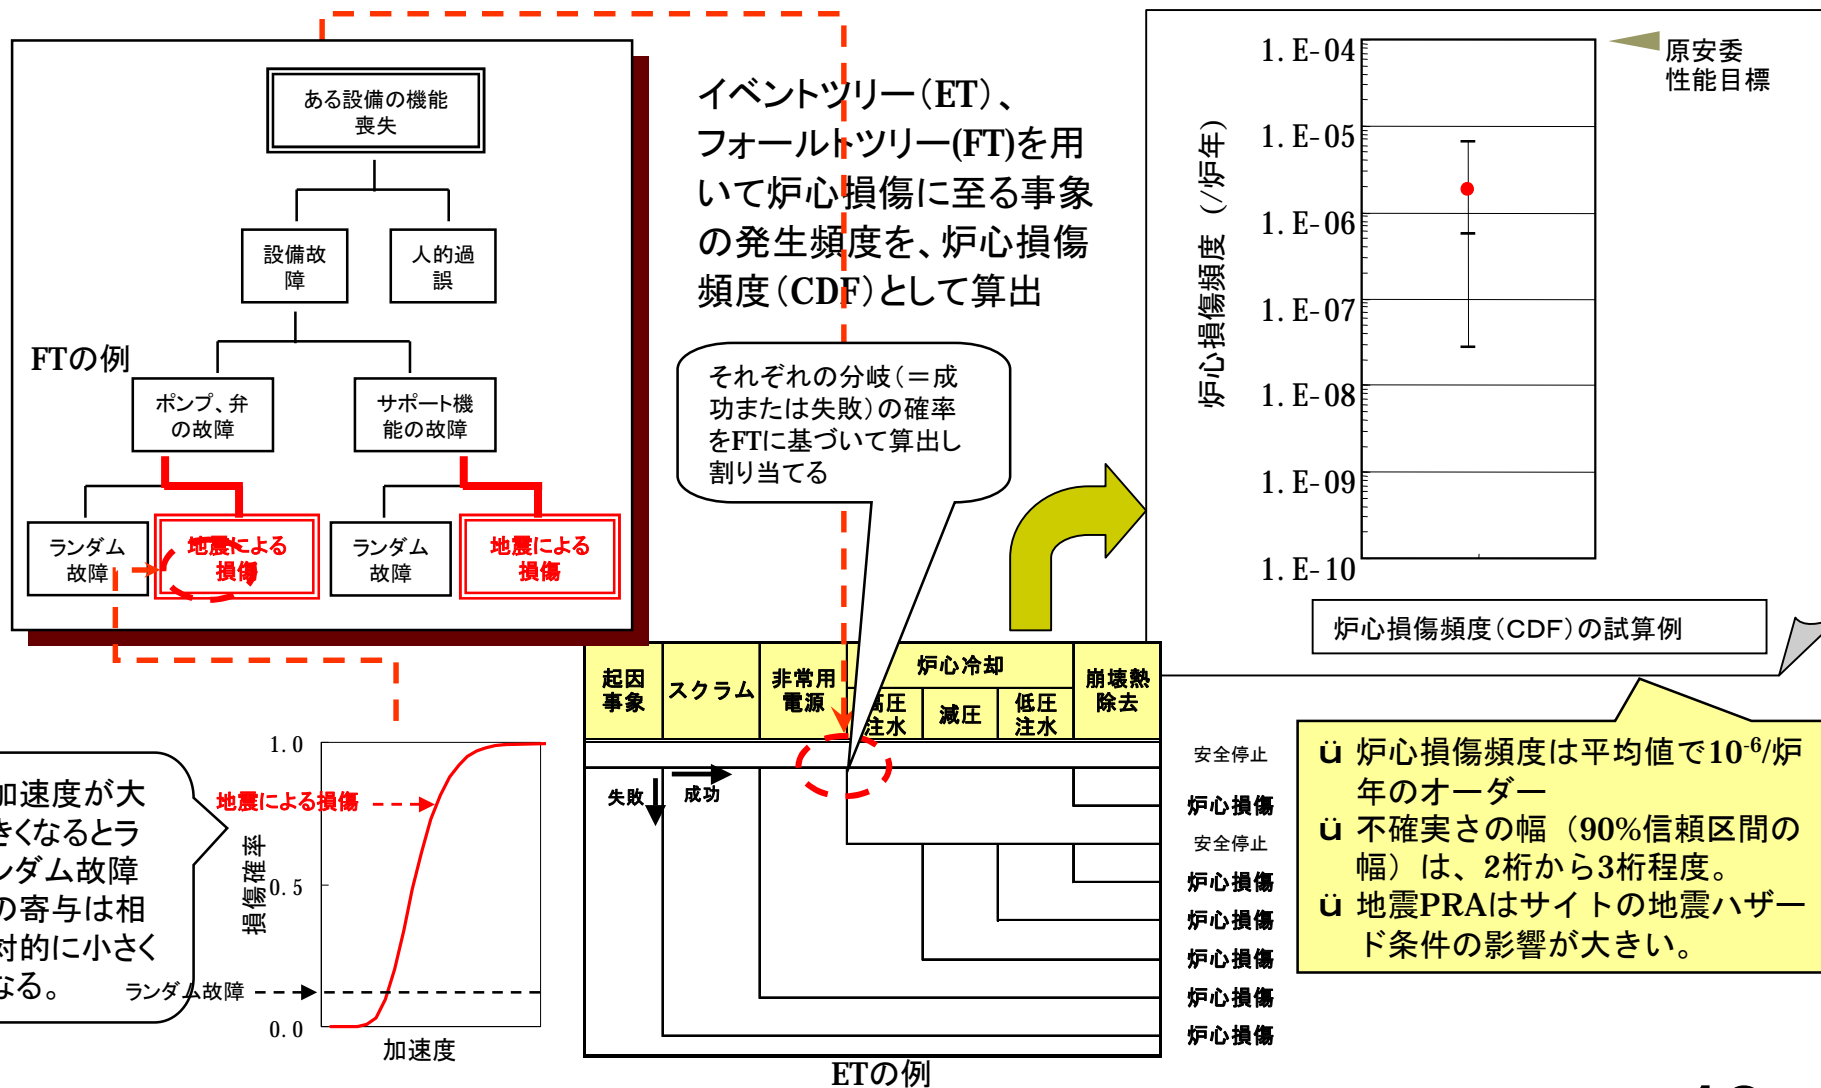 ある設備の機能
喪失
設備故
障
人的過
誤
FTの例
ポンプ、弁
の故障
サポート機
能の故障
ランダム
故障
地震による
損傷
ランダム
故障
地震による
損傷
イベントツリー(ET)、
フォールトツリー(FT)を用
いて炉心損傷に至る事象
の発生頻度を、炉心損傷
頻度(CDF)として算出
それぞれの分岐(=成
功または失敗)の確率
をFTに基づいて算出し
割り当てる
1.E-04
1.E-05
1.E-06
1.E-07
1.E-08
1.E-09
1.E-10
炉心損傷頻度 (/炉年)
原安委
性能目標
炉心損傷頻度(CDF)の試算例
起因
事象
スクラム
非常用
電源
炉心冷却
高圧
注水
減圧
低圧
注水
崩壊熱
除去
失敗
成功
安全停止
炉心損傷
安全停止
炉心損傷
炉心損傷
炉心損傷
炉心損傷
炉心損傷
ETの例
加速度が大
きくなるとラ
ンダム故障
の寄与は相
対的に小さく
なる。
1.0
0.5
0.0
損傷確率
地震による損傷
ランダム故障
加速度
ü 炉心損傷頻度は平均値で10-6/炉
年のオーダー
ü 不確実さの幅（90%信頼区間の
幅）は、2桁から3桁程度。
ü 地震PRAはサイトの地震ハザー
ド条件の影響が大きい。